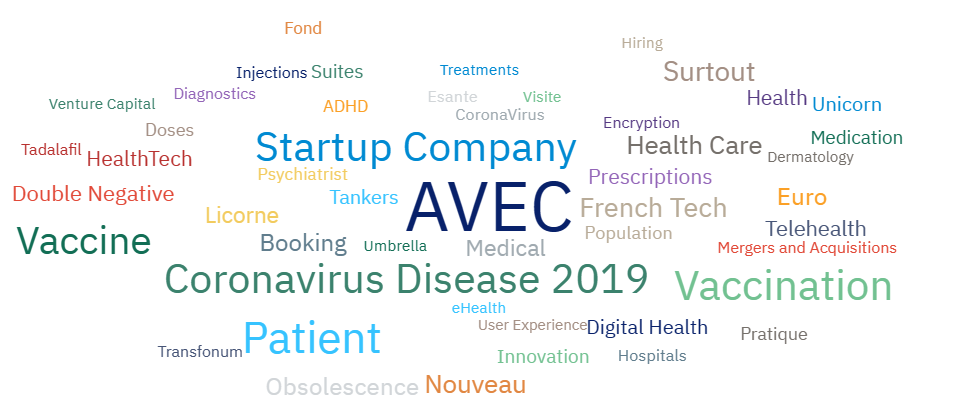 Fond
Hiring
Injections
Suites
Treatments
Surtout
Venture Capital
Diagnostics
ADHD
Esante
Visite
CoronaVirus
Health
Unicorn
Doses
Encryption
Medication
Tadalafil
HealthTech
Startup Company
Health Care
Dermatology
Psychiatrist
Prescriptions
Double Negative
Tankers
AVEC
Euro
Licorne
French Tech
Telehealth
Vaccine
Booking
Umbrella
Medical
Population
Mergers and Acquisitions
Coronavirus Disease 2019
Vaccination
eHealth
Patient
User Experience
Digital Health
Pratique
Transfonum
Innovation
Hospitals
Obsolescence
Nouveau